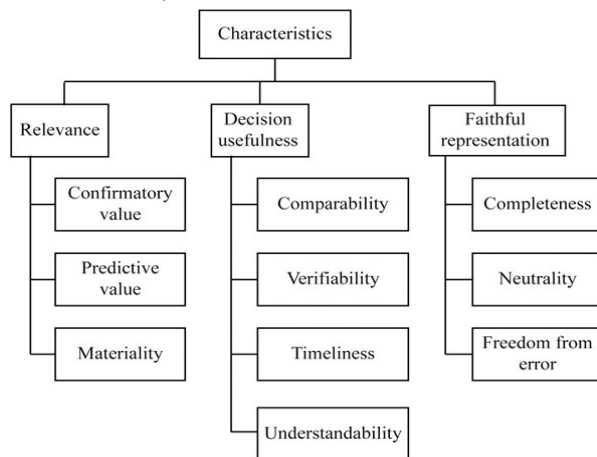 Characteristics
Relevance
Decision
usefulness
Faithful
representation
Confirmatory
value
Predictive
value
Materiality
Comparability
Verifiability
Timeliness
Understandability
Completeness
Neutrality
Freedom from
error